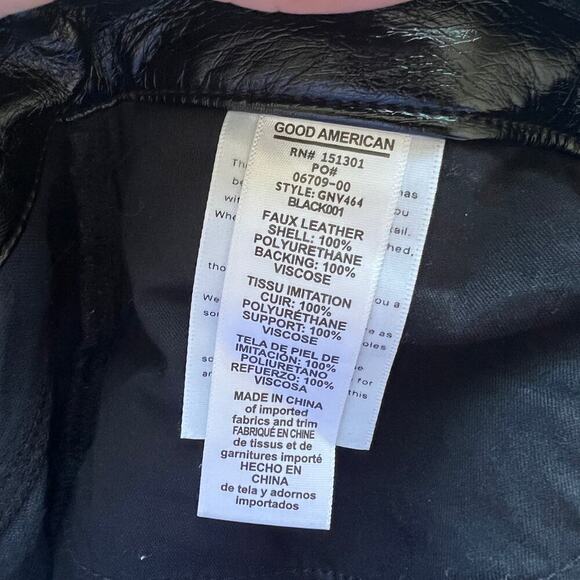 GOOD AMERICAN
RN# 151301
PO#
06709-00
STYLE: GNV464
BLACK001
FAUX LEATHER
SHELL: 100%
POLYURETHANE
BACKING: 100%
VISCOSE
TISSU IMITATION
CUIR: 100%
POLYURÉTHANE
SUPPORT: 100%
VISCOSE
TELA DE PIEL DE
IMITACIÓN: 100%
POLIURETANO
REFUERZO: 100%
VISCOSA
MADE IN CHINA
of imported
fabrics and trim
FABRIQUÉ EN CHINE
de tissus et de
garnitures importé
HECHO EN
CHINA
de tela y adornos
importados